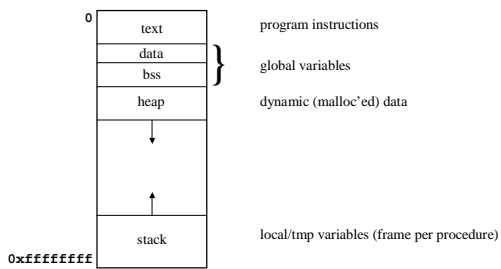 0
text
program instructions
data
global variables
bss
heap
dynamic (malloc'ed) data
stack
local/tmp variables (frame per procedure)
0xffffffff